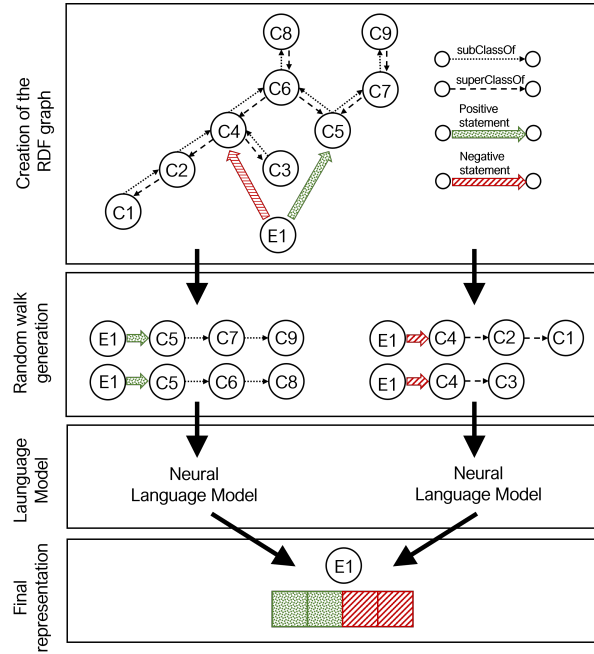 Creation of the
RDF graph
C8
C9
C6
C7
C4
C5
C2
C3
C1
E1
subClassOf
superClassOf
Positive
statement
Negative
statement
Random walk
generation
E1 C5 C7 C9
E1 C5 C6 C8
E1 C4 C2 C1
E1 C4 C3
Launguage
Model
Neural
Language Model
Neural
Language Model
Final
representation
E1